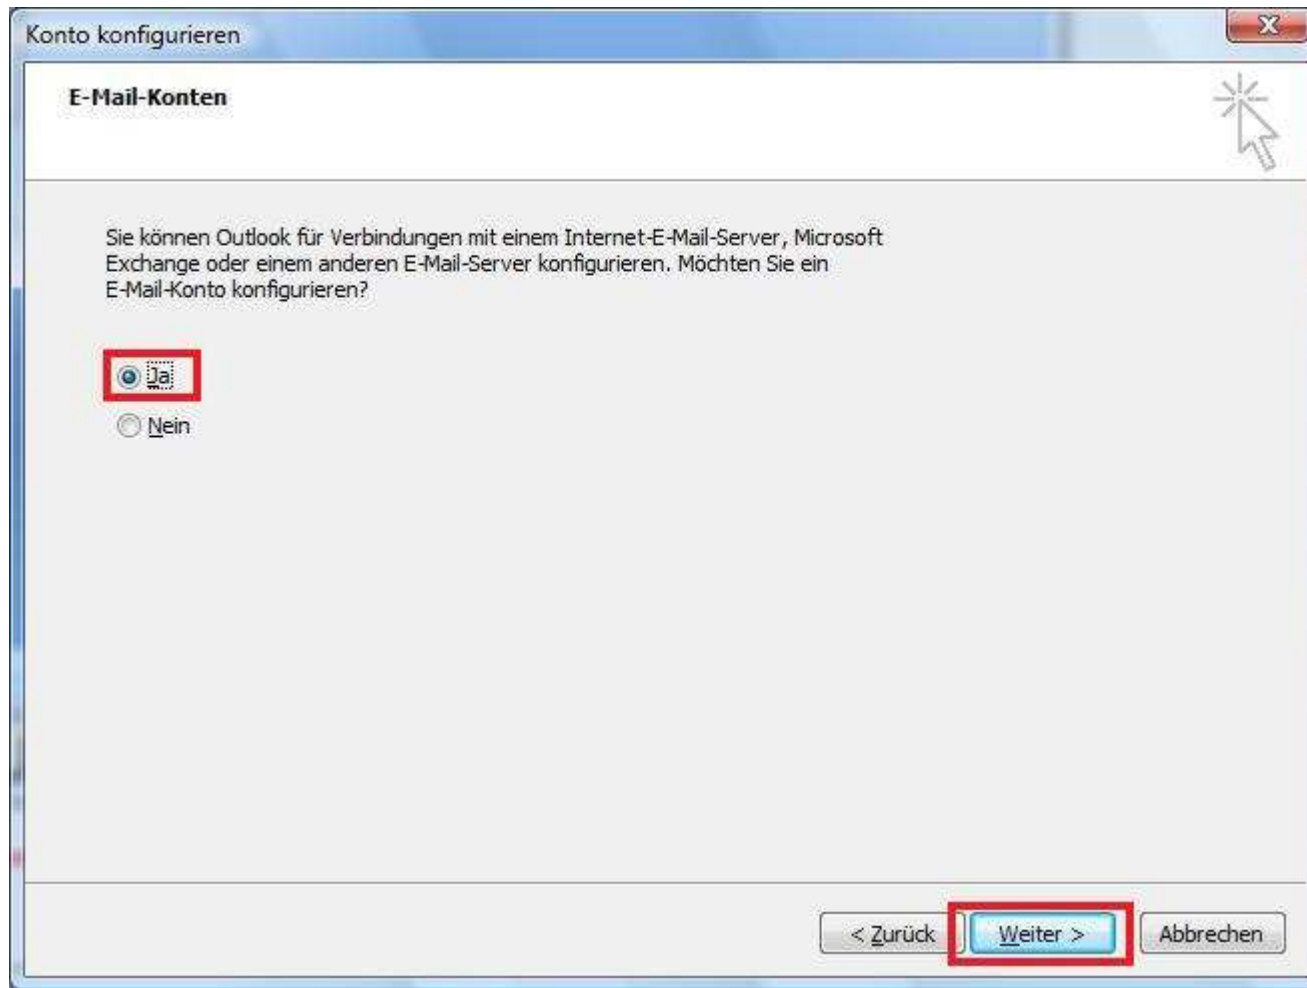 Konto konfigurieren
E-Mail-Konten
Sie können Outlook für Verbindungen mit einem Internet-E-Mail-Server, Microsoft
Exchange oder einem anderen E-Mail-Server konfigurieren. Möchten Sie ein
E-Mail-Konto konfigurieren?
Ja
Nein
< Zurück Weiter > Abbrechen